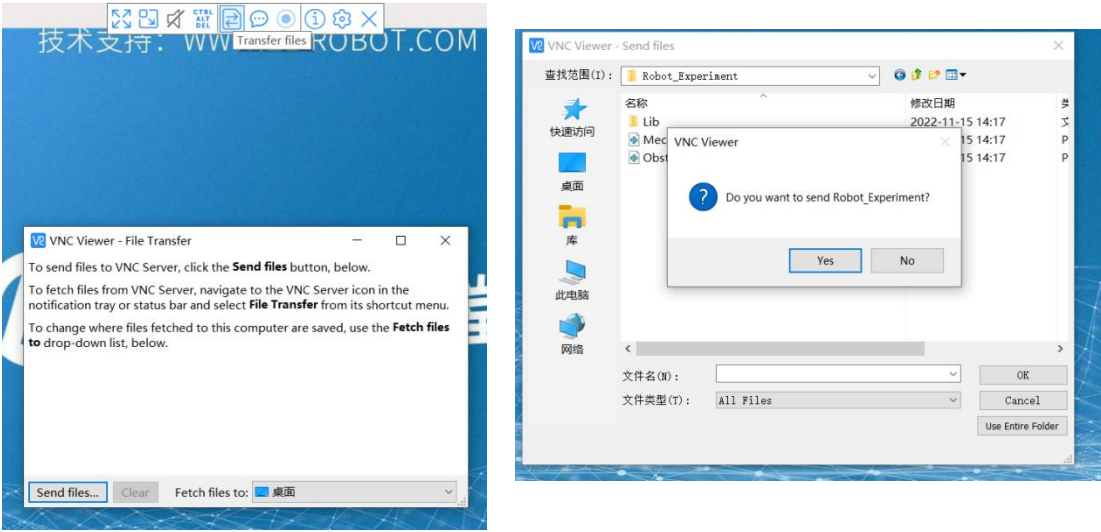 CTRL
ALT
DEL
技术支持: WWW
ROBOT.COM
Transfer files
VNC Viewer - File Transfer
To send files to VNC Server, click the Send files button, below.
To fetch files from VNC Server, navigate to the VNC Server icon in the
notification tray or status bar and select File Transfer from its shortcut menu.
To change where files fetched to this computer are saved, use the Fetch files
to drop-down list, below.
Send files...
Clear
Fetch files to:
桌面
VNC Viewer - Send files
查找范围(I):
Robot_Experiment
快速访问
桌面
库
此电脑
网络
名称
修改日期
Lib
2022-11-15 14:17
Mec
15 14:17
P
Obst
15 14:17
P
VNC Viewer
Do you want to send Robot_Experiment?
Yes
No
文件名(N):
OK
文件类型(T):
All Files
Cancel
Use Entire Folder